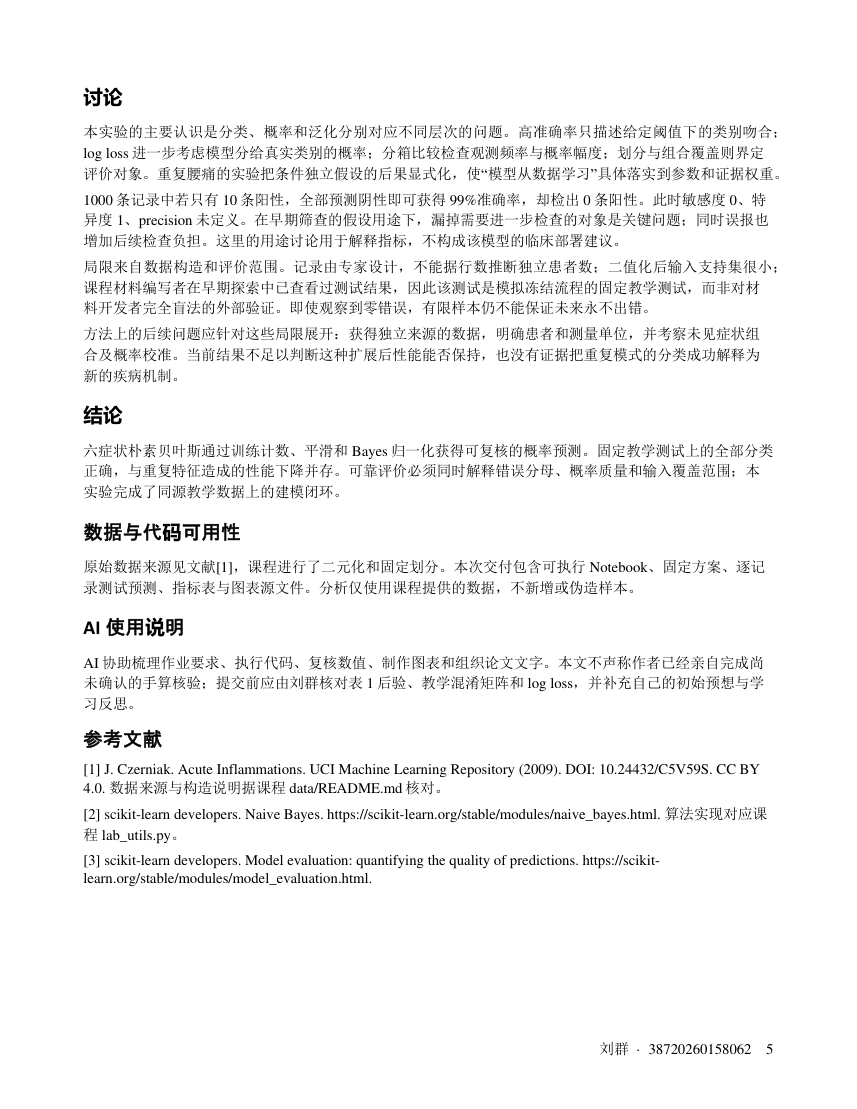 讨论
本实验的主要认识是分类、概率和泛化分别对应不同层次的问题。高准确率只描述给定阈值下的类别吻合；
log loss 进一步考虑模型分给真实类别的概率；分箱比较检查观测频率与概率幅度；划分与组合覆盖则界定
评价对象。重复腰痛的实验把条件独立假设的后果显式化，使“模型从数据学习”具体落实到参数和证据权重。
1000 条记录中若只有 10 条阳性，全部预测阴性即可获得 99%准确率，却检出 0 条阳性。此时敏感度 0、特
异度 1、precision 未定义。在早期筛查的假设用途下，漏掉需要进一步检查的对象是关键问题；同时误报也
增加后续检查负担。这里的用途讨论用于解释指标，不构成该模型的临床部署建议。
局限来自数据构造和评价范围。记录由专家设计，不能据行数推断独立患者数；二值化后输入支持集很小；
课程材料编写者在早期探索中已查看过测试结果，因此该测试是模拟冻结流程的固定教学测试，而非对材
料开发者完全盲法的外部验证。即使观察到零错误，有限样本仍不能保证未来永不出错。
方法上的后续问题应针对这些局限展开：获得独立来源的数据，明确患者和测量单位，并考察未见症状组
合及概率校准。当前结果不足以判断这种扩展后性能能否保持，也没有证据把重复模式的分类成功解释为
新的疾病机制。
结论
六症状朴素贝叶斯通过训练计数、平滑和 Bayes 归一化获得可复核的概率预测。固定教学测试上的全部分类
正确，与重复特征造成的性能下降并存。可靠评价必须同时解释错误分母、概率质量和输入覆盖范围；本
实验完成了同源教学数据上的建模闭环。
数据与代码可用性
原始数据来源见文献[1]，课程进行了二元化和固定划分。本次交付包含可执行 Notebook、固定方案、逐记
录测试预测、指标表与图表源文件。分析仅使用课程提供的数据，不新增或伪造样本。
AI 使用说明
AI 协助梳理作业要求、执行代码、复核数值、制作图表和组织论文文字。本文不声称作者已经亲自完成尚
未确认的手算核验；提交前应由刘群核对表 1 后验、教学混淆矩阵和 log loss，并补充自己的初始预想与学
习反思。
参考文献
[1] J. Czerniak. Acute Inflammations. UCI Machine Learning Repository (2009). DOI: 10.24432/C5V59S. CC BY
4.0. 数据来源与构造说明据课程 data/README.md 核对。
[2] scikit-learn developers. Naive Bayes. https://scikit-learn.org/stable/modules/naive_bayes.html. 算法实现对应课
程 lab_utils.py。
[3] scikit-learn developers. Model evaluation: quantifying the quality of predictions. https://scikit-
learn.org/stable/modules/model_evaluation.html.
刘群 · 38720260158062 5